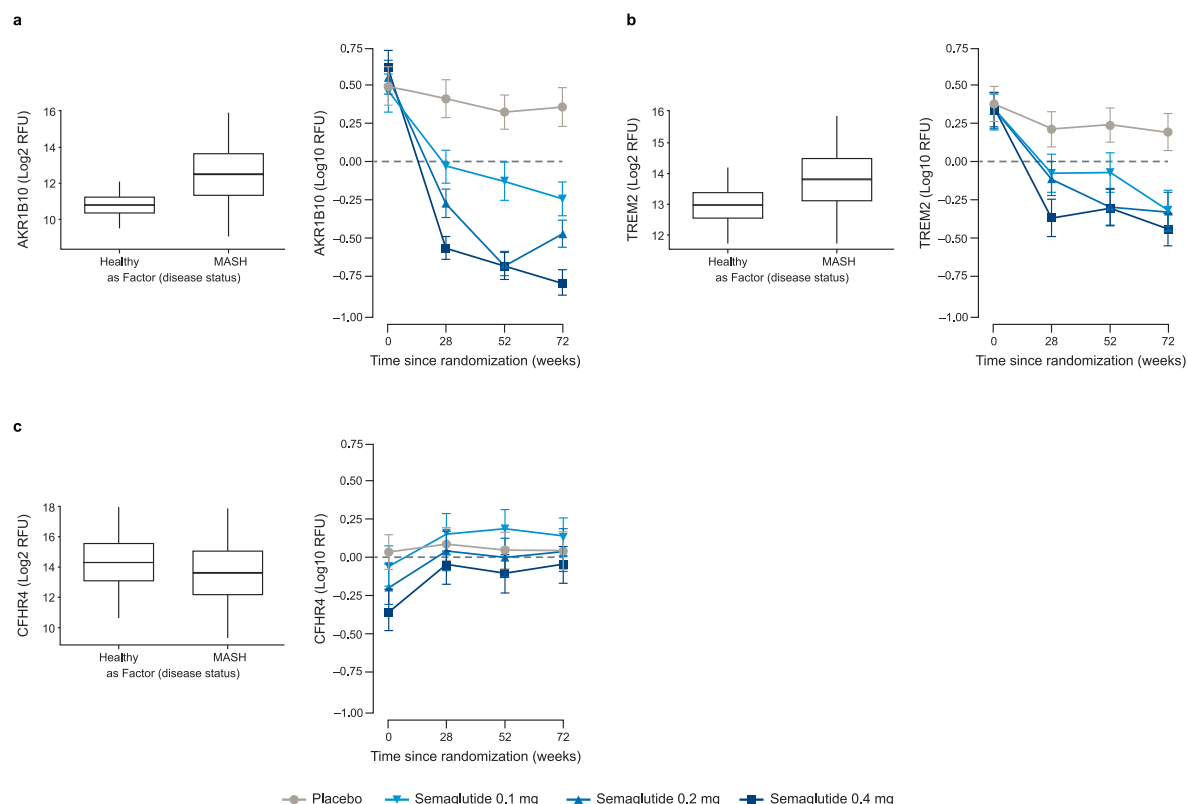 a
AKR1B10 (Log2 RFU)
16
14
12
10
Healthy
MASH
as Factor (disease status)
AKR1B10 (Log10 RFU)
0.75
0.50
0.25
0.00
–0.25
–0.50
–0.75
–1.00
0
28
52
72
Time since randomization (weeks)
b
TREM2 (Log2 RFU)
16
15
14
13
12
Healthy
MASH
as Factor (disease status)
TREM2 (Log10 RFU)
0.75
0.50
0.25
0.00
–0.25
–0.50
–0.75
–1.00
0
28
52
72
Time since randomization (weeks)
c
CFHR4 (Log2 RFU)
18
16
14
12
10
Healthy
MASH
as Factor (disease status)
CFHR4 (Log10 RFU)
0.75
0.50
0.25
0.00
–0.25
–0.50
–0.75
–1.00
0
28
52
72
Time since randomization (weeks)
Placebo
Semaglutide 0.1 mg
Semaglutide 0.2 mg
Semaglutide 0.4 mg